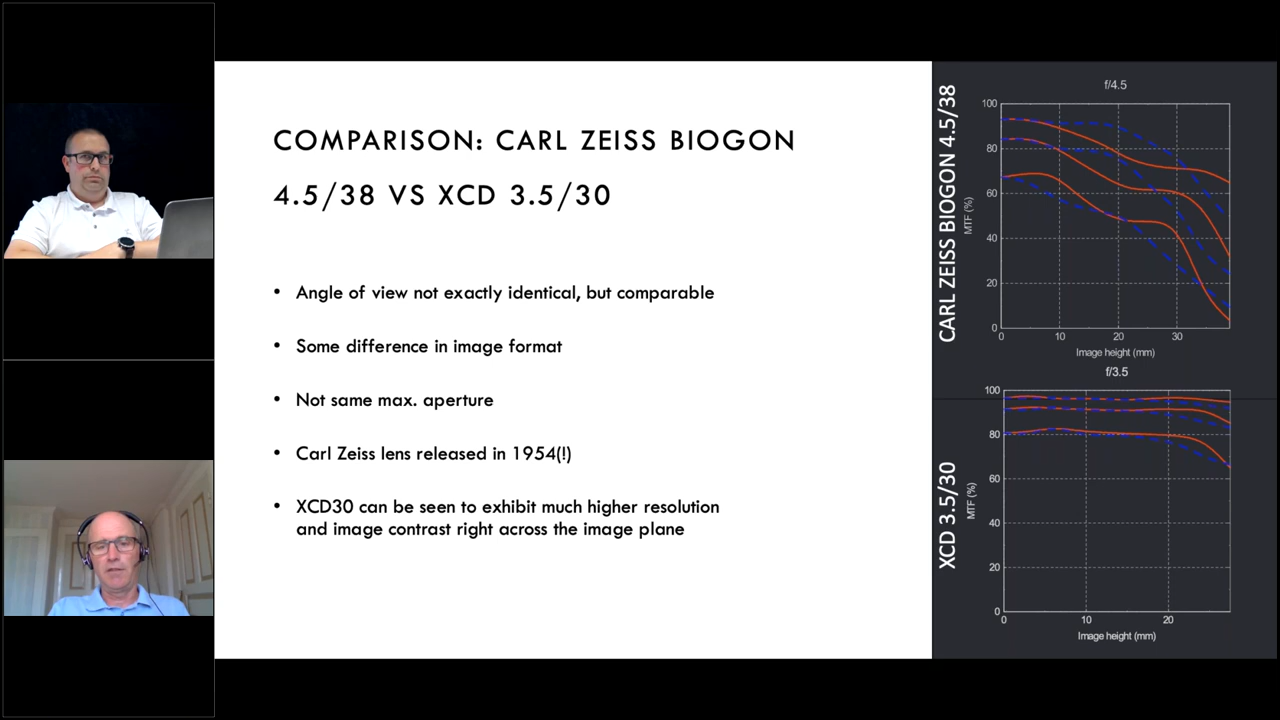 COMPARISON: CARL ZEISS BIOGON
4.5/38 VS XCD 3.5/30
• Angle of view not exactly identical, but comparable
• Some difference in image format
• Not same max. aperture
• Carl Zeiss lens released in 1954(!)
• XCD30 can be seen to exhibit much higher resolution
and image contrast right across the image plane
CARL ZEISS BIOGON 4.5/38
f/4.5
MTF (%)
100
80
60
40
20
0
0 10 20 30
Image height (mm)
XCD 3.5/30
f/3.5
MTF (%)
100
80
60
40
20
0
0 10 20
Image height (mm)